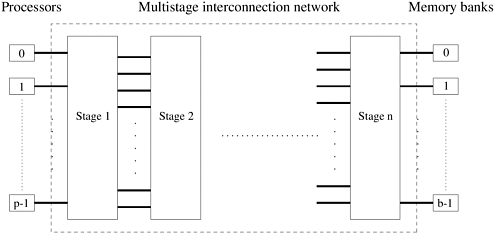 Processors Multistage interconnection network Memory banks
0 0
1 1
Stage 1 Stage 2 Stage n
p-1 b-1